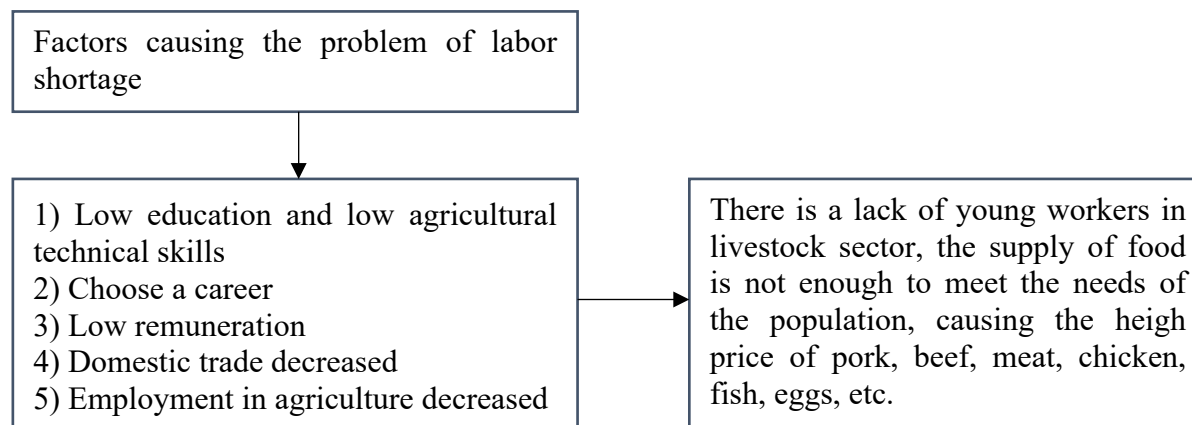 Factors causing the problem of labor
shortage
1) Low education and low agricultural
technical skills
2) Choose a career
3) Low remuneration
4) Domestic trade decreased
5) Employment in agriculture decreased
There is a lack of young workers in
livestock sector, the supply of food
is not enough to meet the needs of
the population, causing the heigh
price of pork, beef, meat, chicken,
fish, eggs, etc.